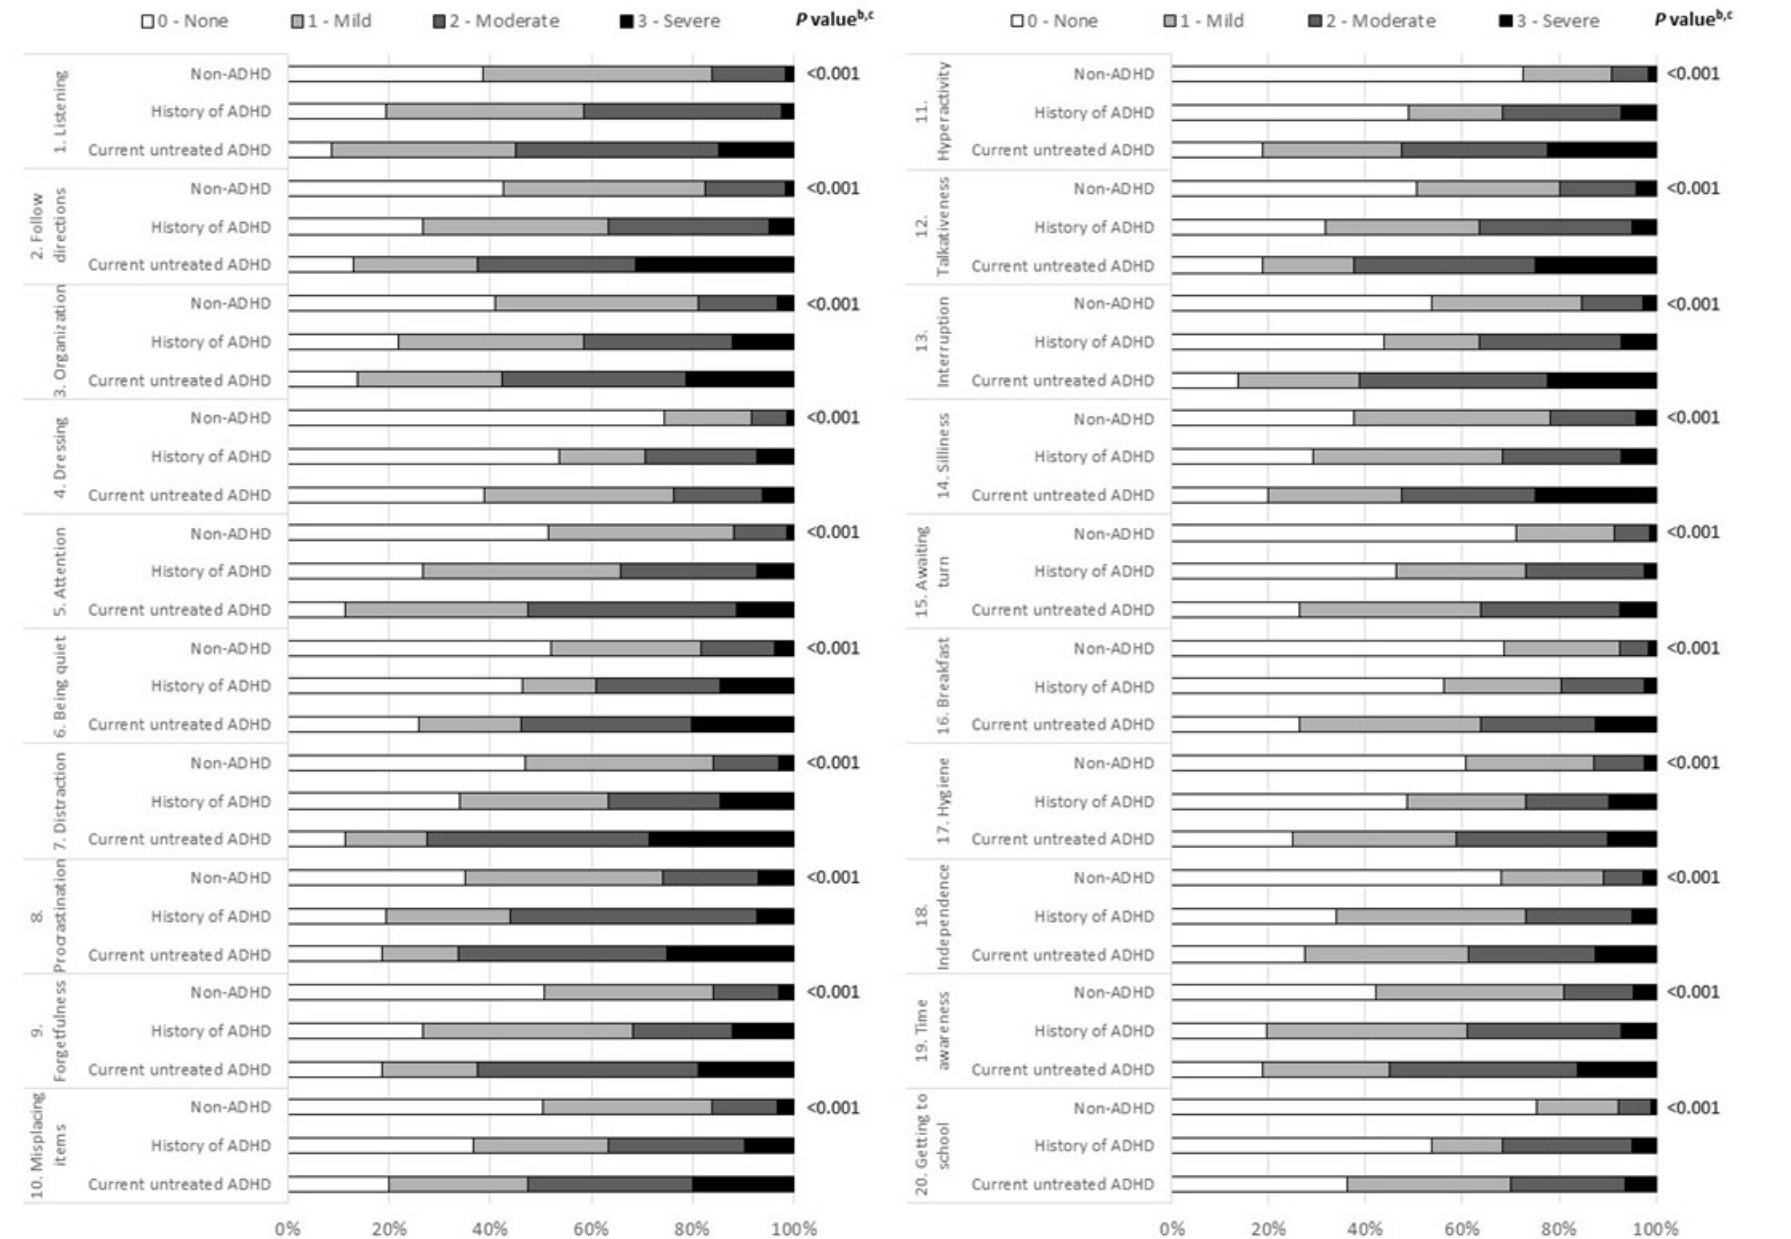 0 - None 1 - Mild 2 - Moderate 3 - Severe P value^b,c
1. Listening
Non-ADHD <0.001
History of ADHD
Current untreated ADHD
2. Follow
directions
Non-ADHD <0.001
History of ADHD
Current untreated ADHD
3. Organization
Non-ADHD <0.001
History of ADHD
Current untreated ADHD
4. Dressing
Non-ADHD <0.001
History of ADHD
Current untreated ADHD
5. Attention
Non-ADHD <0.001
History of ADHD
Current untreated ADHD
6. Being quiet
Non-ADHD <0.001
History of ADHD
Current untreated ADHD
7. Distraction
Non-ADHD <0.001
History of ADHD
Current untreated ADHD
8.
Procrastination
Non-ADHD <0.001
History of ADHD
Current untreated ADHD
9.
Forgetfulness
Non-ADHD <0.001
History of ADHD
Current untreated ADHD
10. Misplacing
items
Non-ADHD <0.001
History of ADHD
Current untreated ADHD
0% 20% 40% 60% 80% 100%
0 - None 1 - Mild 2 - Moderate 3 - Severe P value^b,c
11.
Hyperactivity
Non-ADHD <0.001
History of ADHD
Current untreated ADHD
12.
Talkativeness
Non-ADHD <0.001
History of ADHD
Current untreated ADHD
13.
Interruption
Non-ADHD <0.001
History of ADHD
Current untreated ADHD
14. Silliness
Non-ADHD <0.001
History of ADHD
Current untreated ADHD
15. Awaiting
turn
Non-ADHD <0.001
History of ADHD
Current untreated ADHD
16. Breakfast
Non-ADHD <0.001
History of ADHD
Current untreated ADHD
17. Hygiene
Non-ADHD <0.001
History of ADHD
Current untreated ADHD
18.
Independence
Non-ADHD <0.001
History of ADHD
Current untreated ADHD
19. Time
awareness
Non-ADHD <0.001
History of ADHD
Current untreated ADHD
20. Getting to
school
Non-ADHD <0.001
History of ADHD
Current untreated ADHD
0% 20% 40% 60% 80% 100%